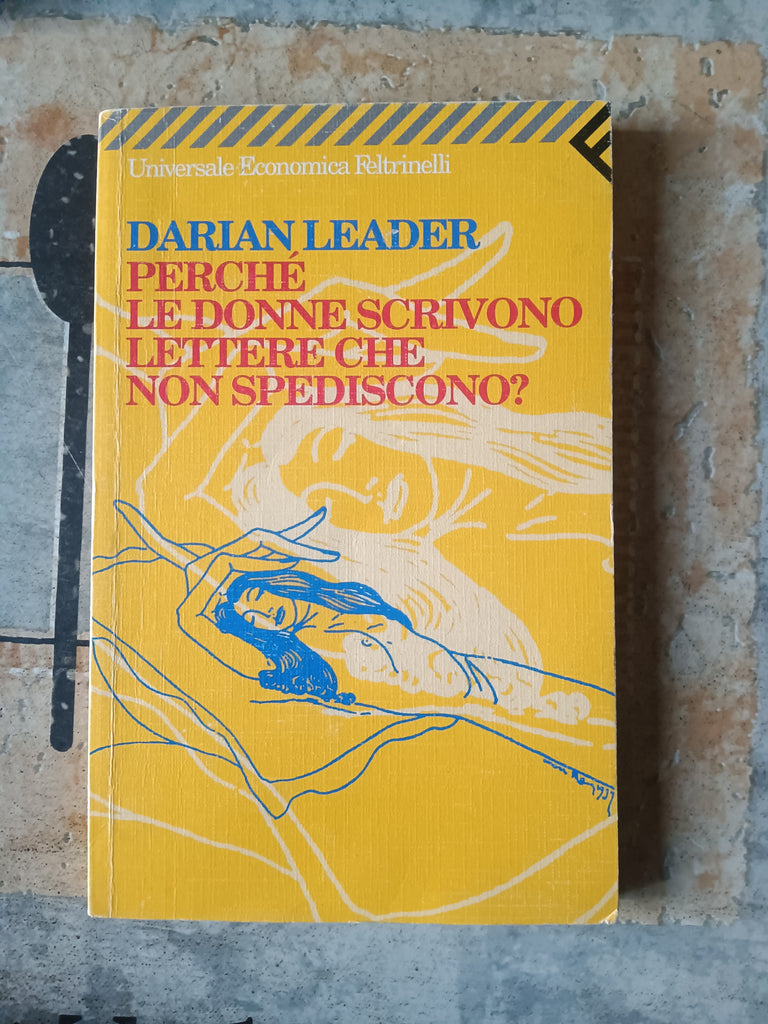 Universale Economica Feltrinelli
DARIAN LEADER
PERCHÉ
LE DONNE SCRIVONO
LETTERE CHE
NON SPEDISCONO?